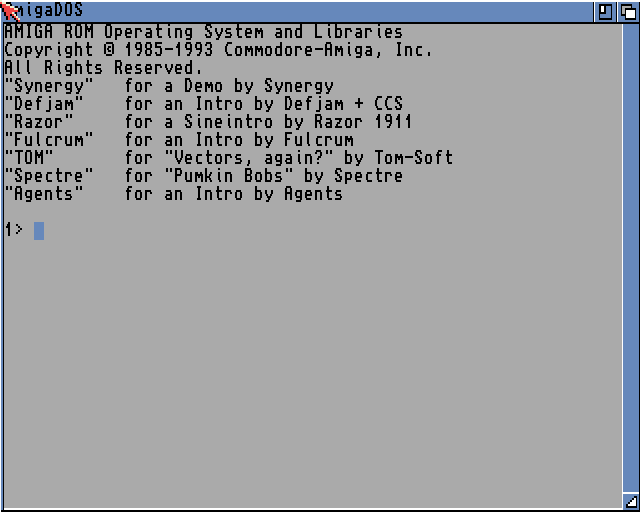 AmigaDOS
AMIGA ROM Operating System and Libraries
Copyright © 1985-1993 Commodore-Amiga, Inc.
All Rights Reserved.
"Synergy" for a Demo by Synergy
"Defjam" for an Intro by Defjam + CCS
"Razor" for a Sineintro by Razor 1911
"Fulcrum" for an Intro by Fulcrum
"TOM" for "Vectors, again?" by Tom-Soft
"Spectre" for "Pumkin Bobs" by Spectre
"Agents" for an Intro by Agents
1>